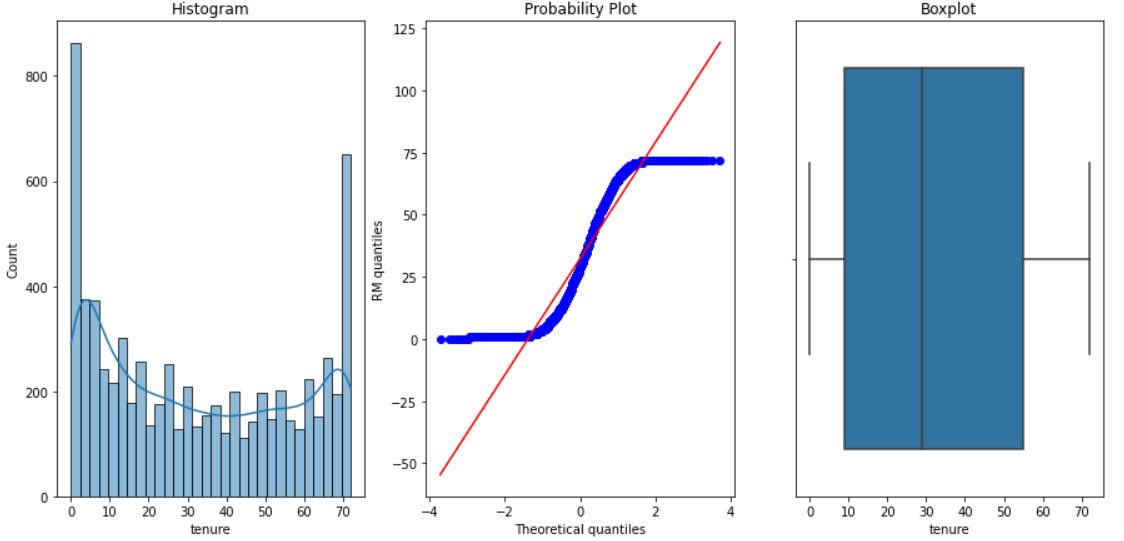 Histogram
Count
800
600
400
200
0
0 10 20 30 40 50 60 70
tenure
Probability Plot
RM quantiles
125
100
75
50
25
0
−25
−50
−4 −2 0 2 4
Theoretical quantiles
Boxplot
0 10 20 30 40 50 60 70
tenure